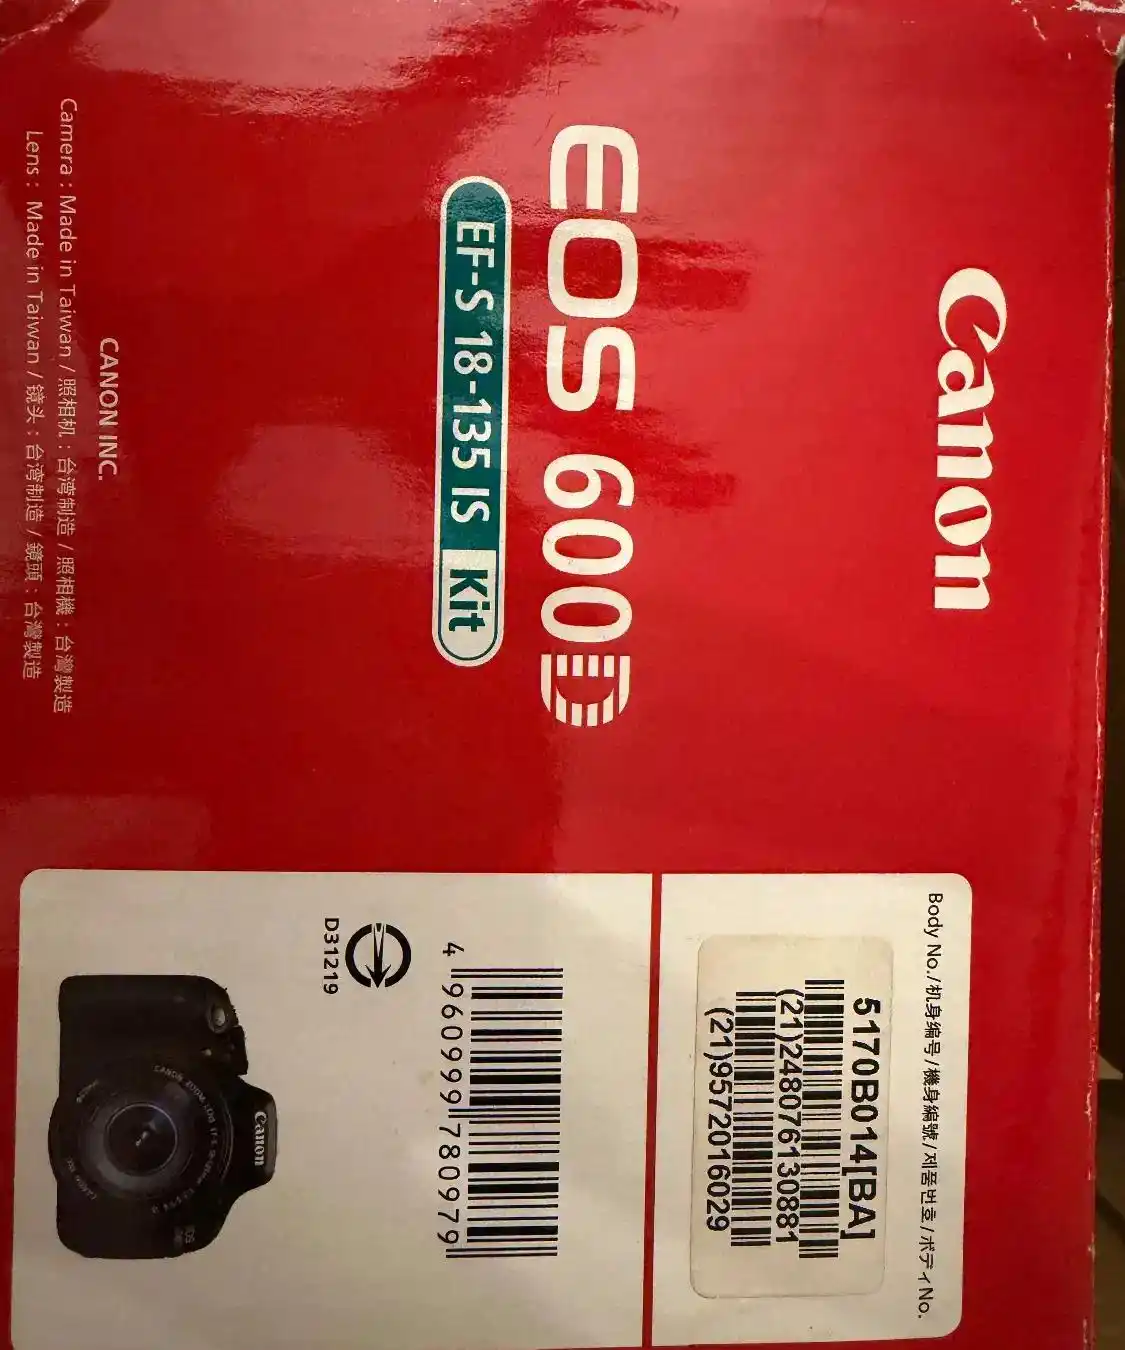 Canon
EOS 600D
EF-S 18-135 IS Kit
CANON INC.
Camera : Made in Taiwan / 照相机 : 台湾制造 / 照相機 : 台灣製造
Lens : Made in Taiwan / 镜头 : 台湾制造 / 鏡頭 : 台灣製造
Body No./机身编号/機身編號/제품번호/ボディNo.
5170B014[BA]
(21)248076130881
(21)9572016029
4 960999 780979
D31219
Canon
EOS